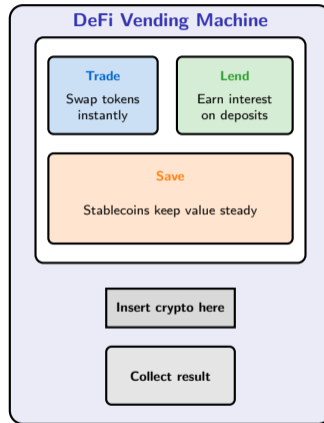 DeFi Vending Machine
Trade
Swap tokens
instantly
Lend
Earn interest
on deposits
Save
Stablecoins keep value steady
Insert crypto here
Collect result